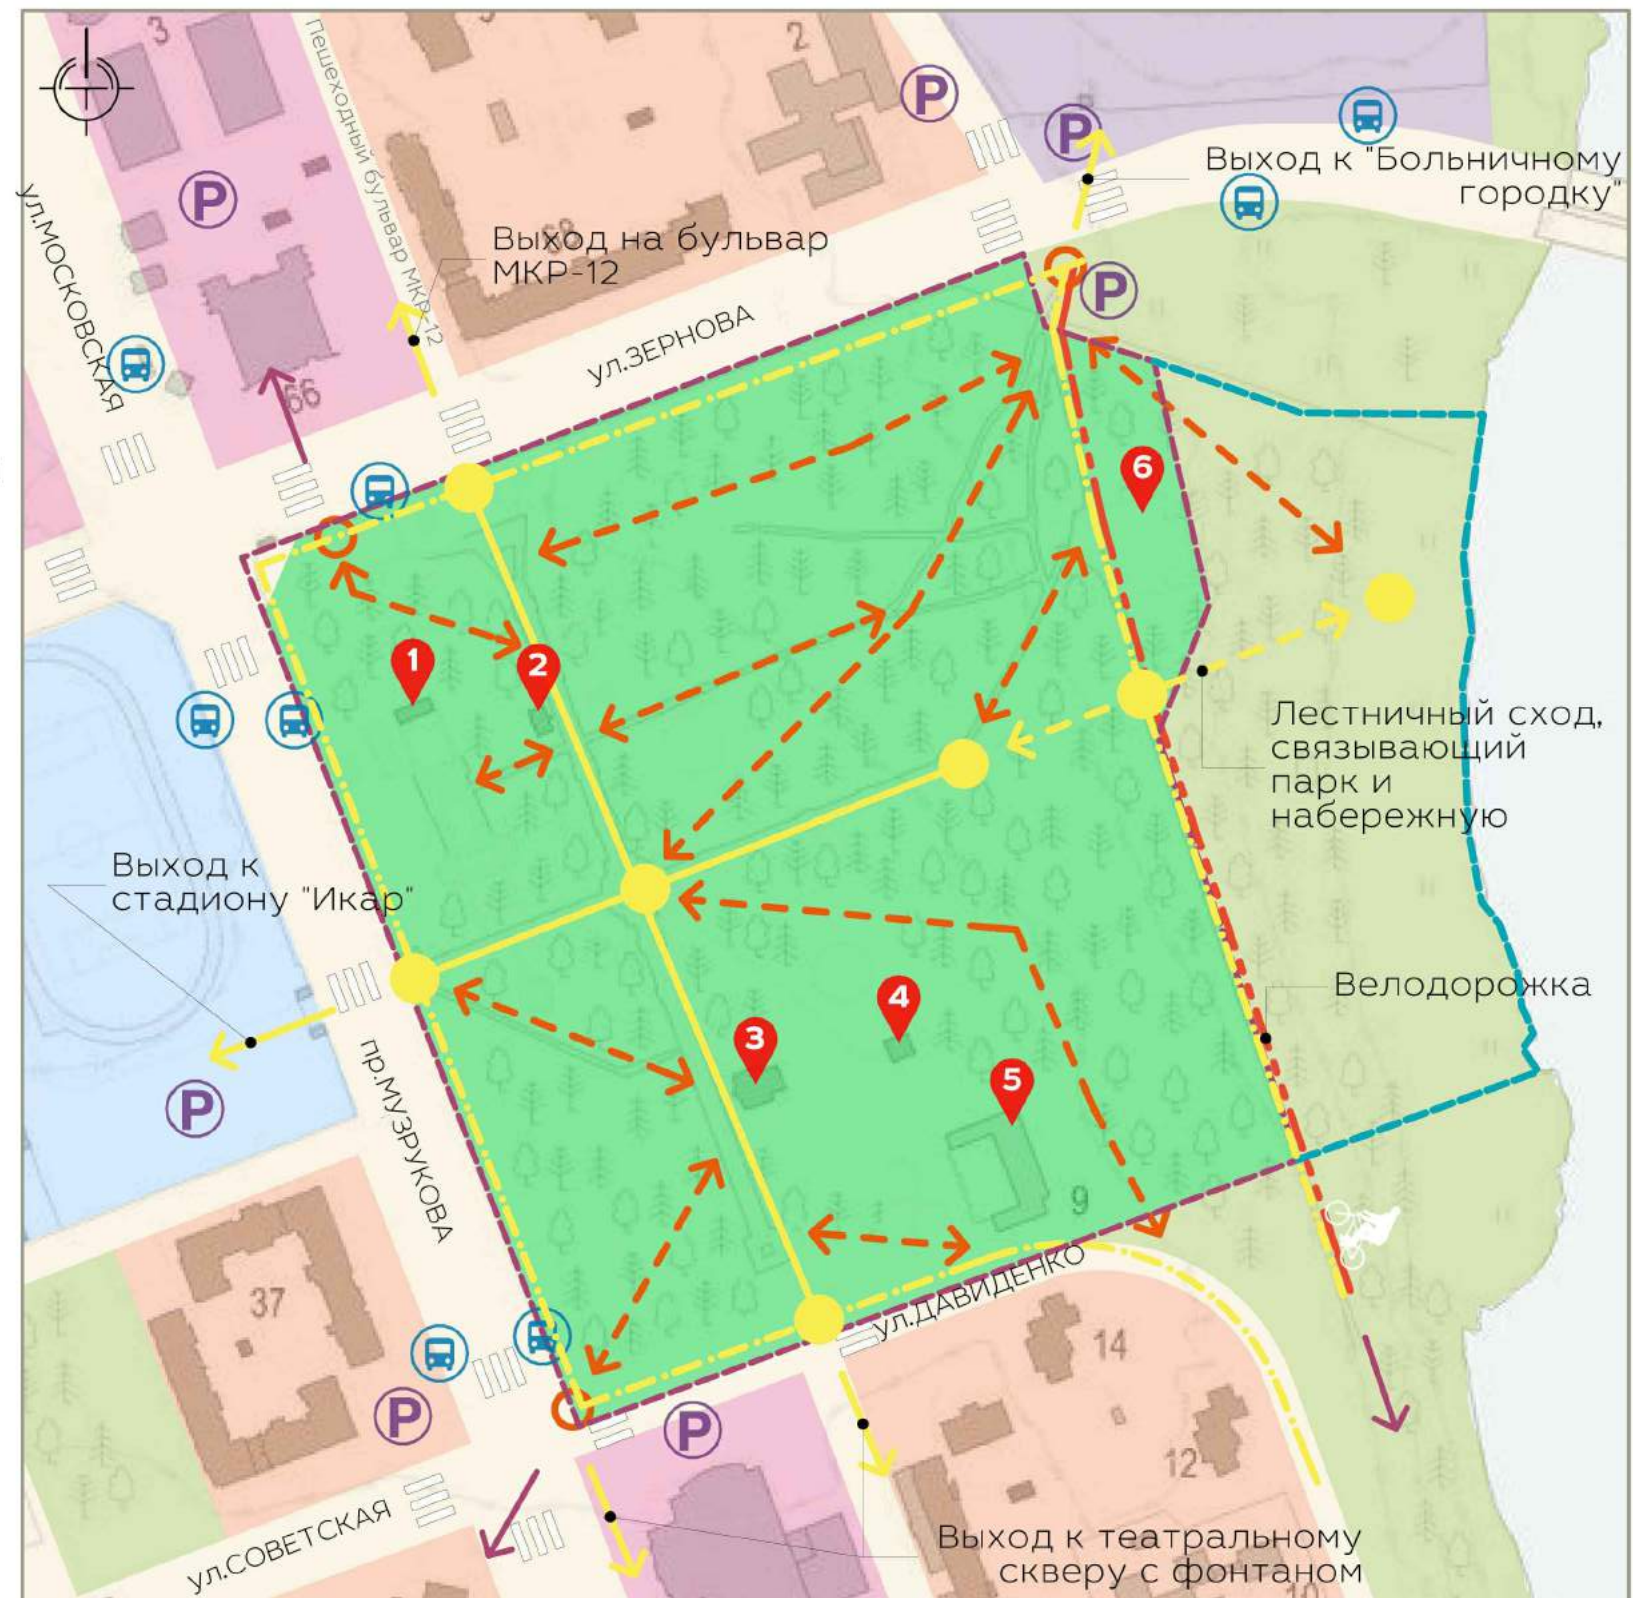 3
2
P
P
P
Пешеходный бульвар МКР-12
Выход к "Больничному
городку"
P
ул.МОСКОВСКАЯ
68
Выход на бульвар
МКР-12
P
ул.ЗЕРНОВА
66
6
1
2
Лестничный сход,
связывающий
парк и
набережную
Выход к
стадиону "Икар"
Велодорожка
4
3
5
P
пр.МУЗРУКОВА
9
ул.ДАВИДЕНКО
37
14
P
P
12
ул.СОВЕТСКАЯ
Выход к театральному
скверу с фонтаном
10